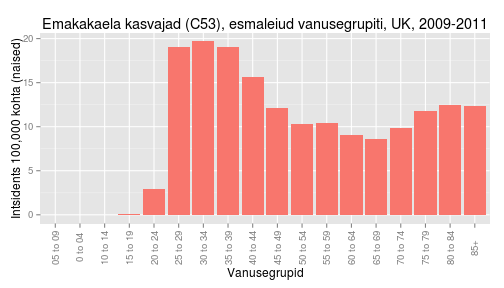 Emakakaela kasvajad (C53), esmaleiud vanusegrupiti, UK, 2009-2011
Intsidents 100,000 kohta (naised)
20
15
10
5
0
05 to 09
0 to 04
10 to 14
15 to 19
20 to 24
25 to 29
30 to 34
35 to 39
40 to 44
45 to 49
50 to 54
55 to 59
60 to 64
65 to 69
70 to 74
75 to 79
80 to 84
85+
Vanusegrupid